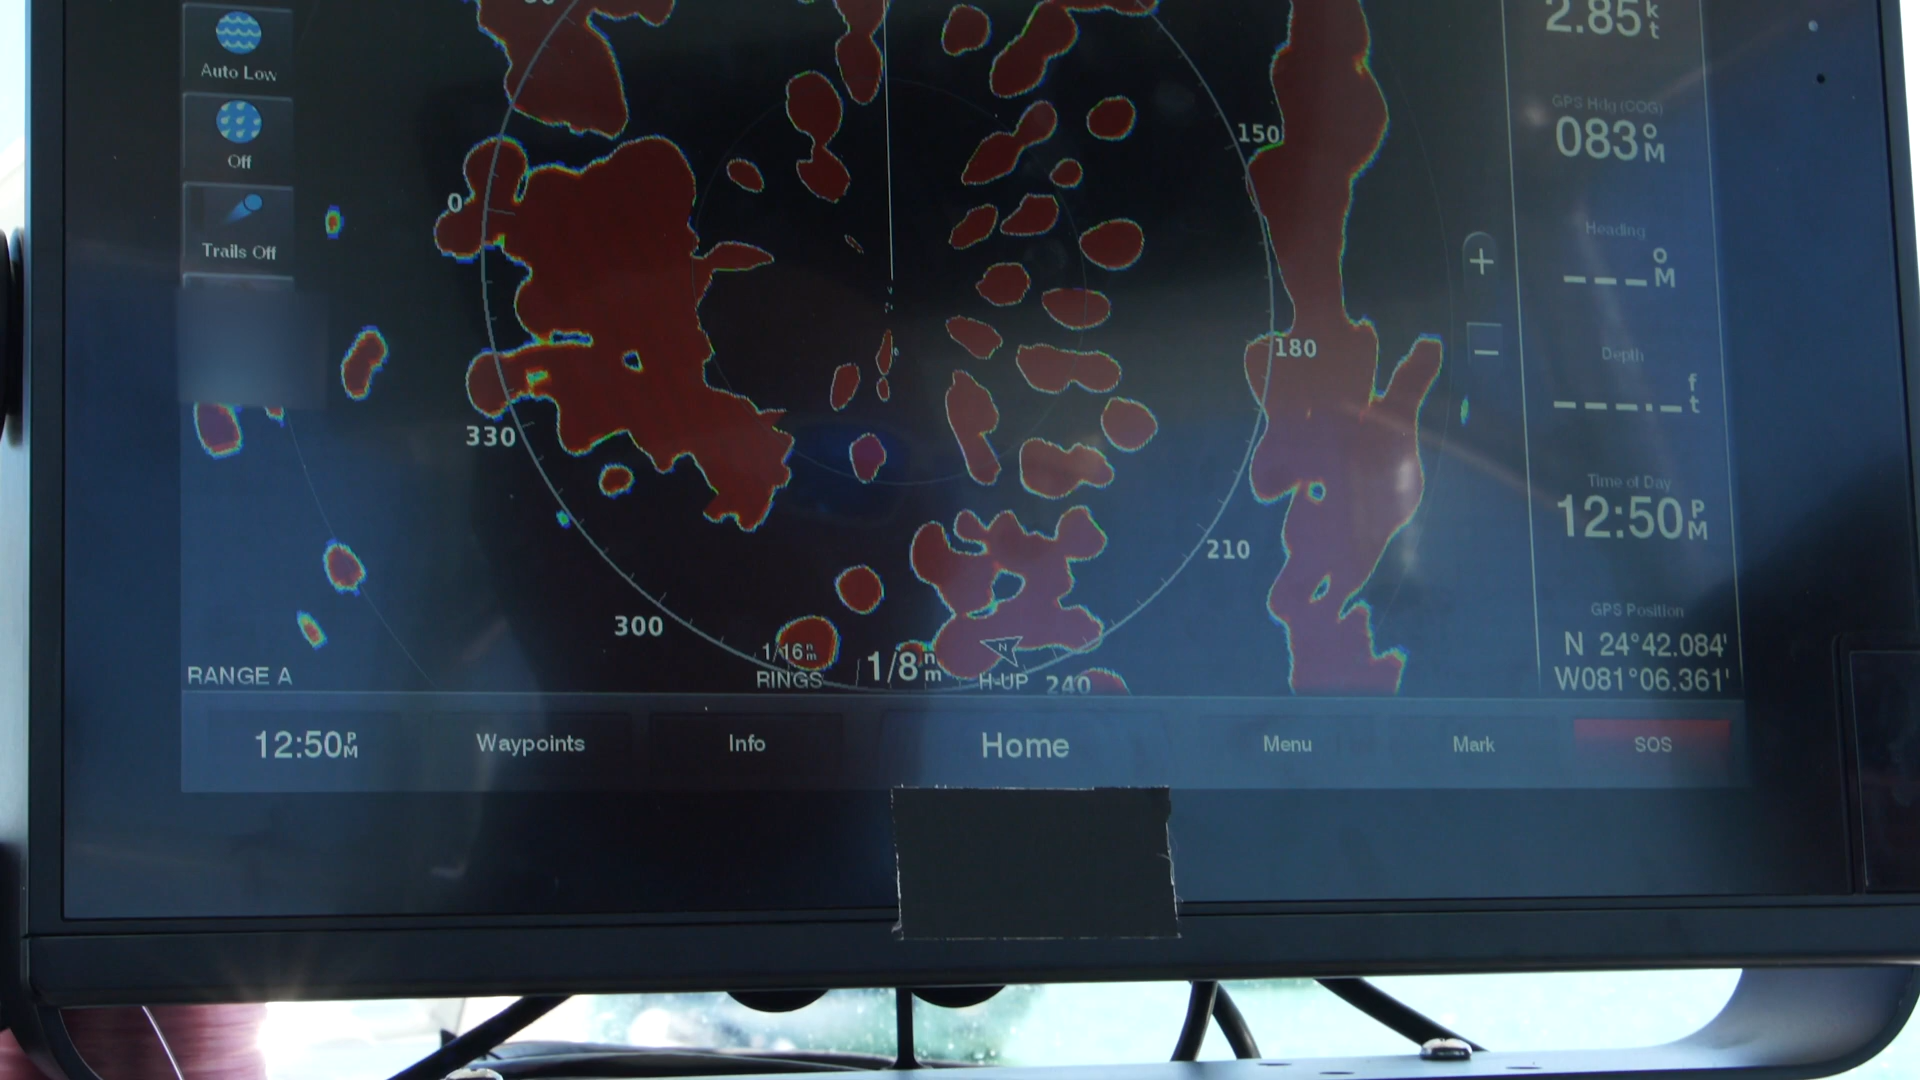 Auto Low
Off
Trails Off
0
330
300
150
180
210
240
RANGE A
1/16nm
RINGS
1/8nm
H-UP
N
+
−
2.85kt
GPS Hdg (COG)
083°M
Heading
---°M
Depth
---.-ft
Time of Day
12:50PM
GPS Position
N 24°42.084'
W081°06.361'
12:50PM
Waypoints
Info
Home
Menu
Mark
SOS